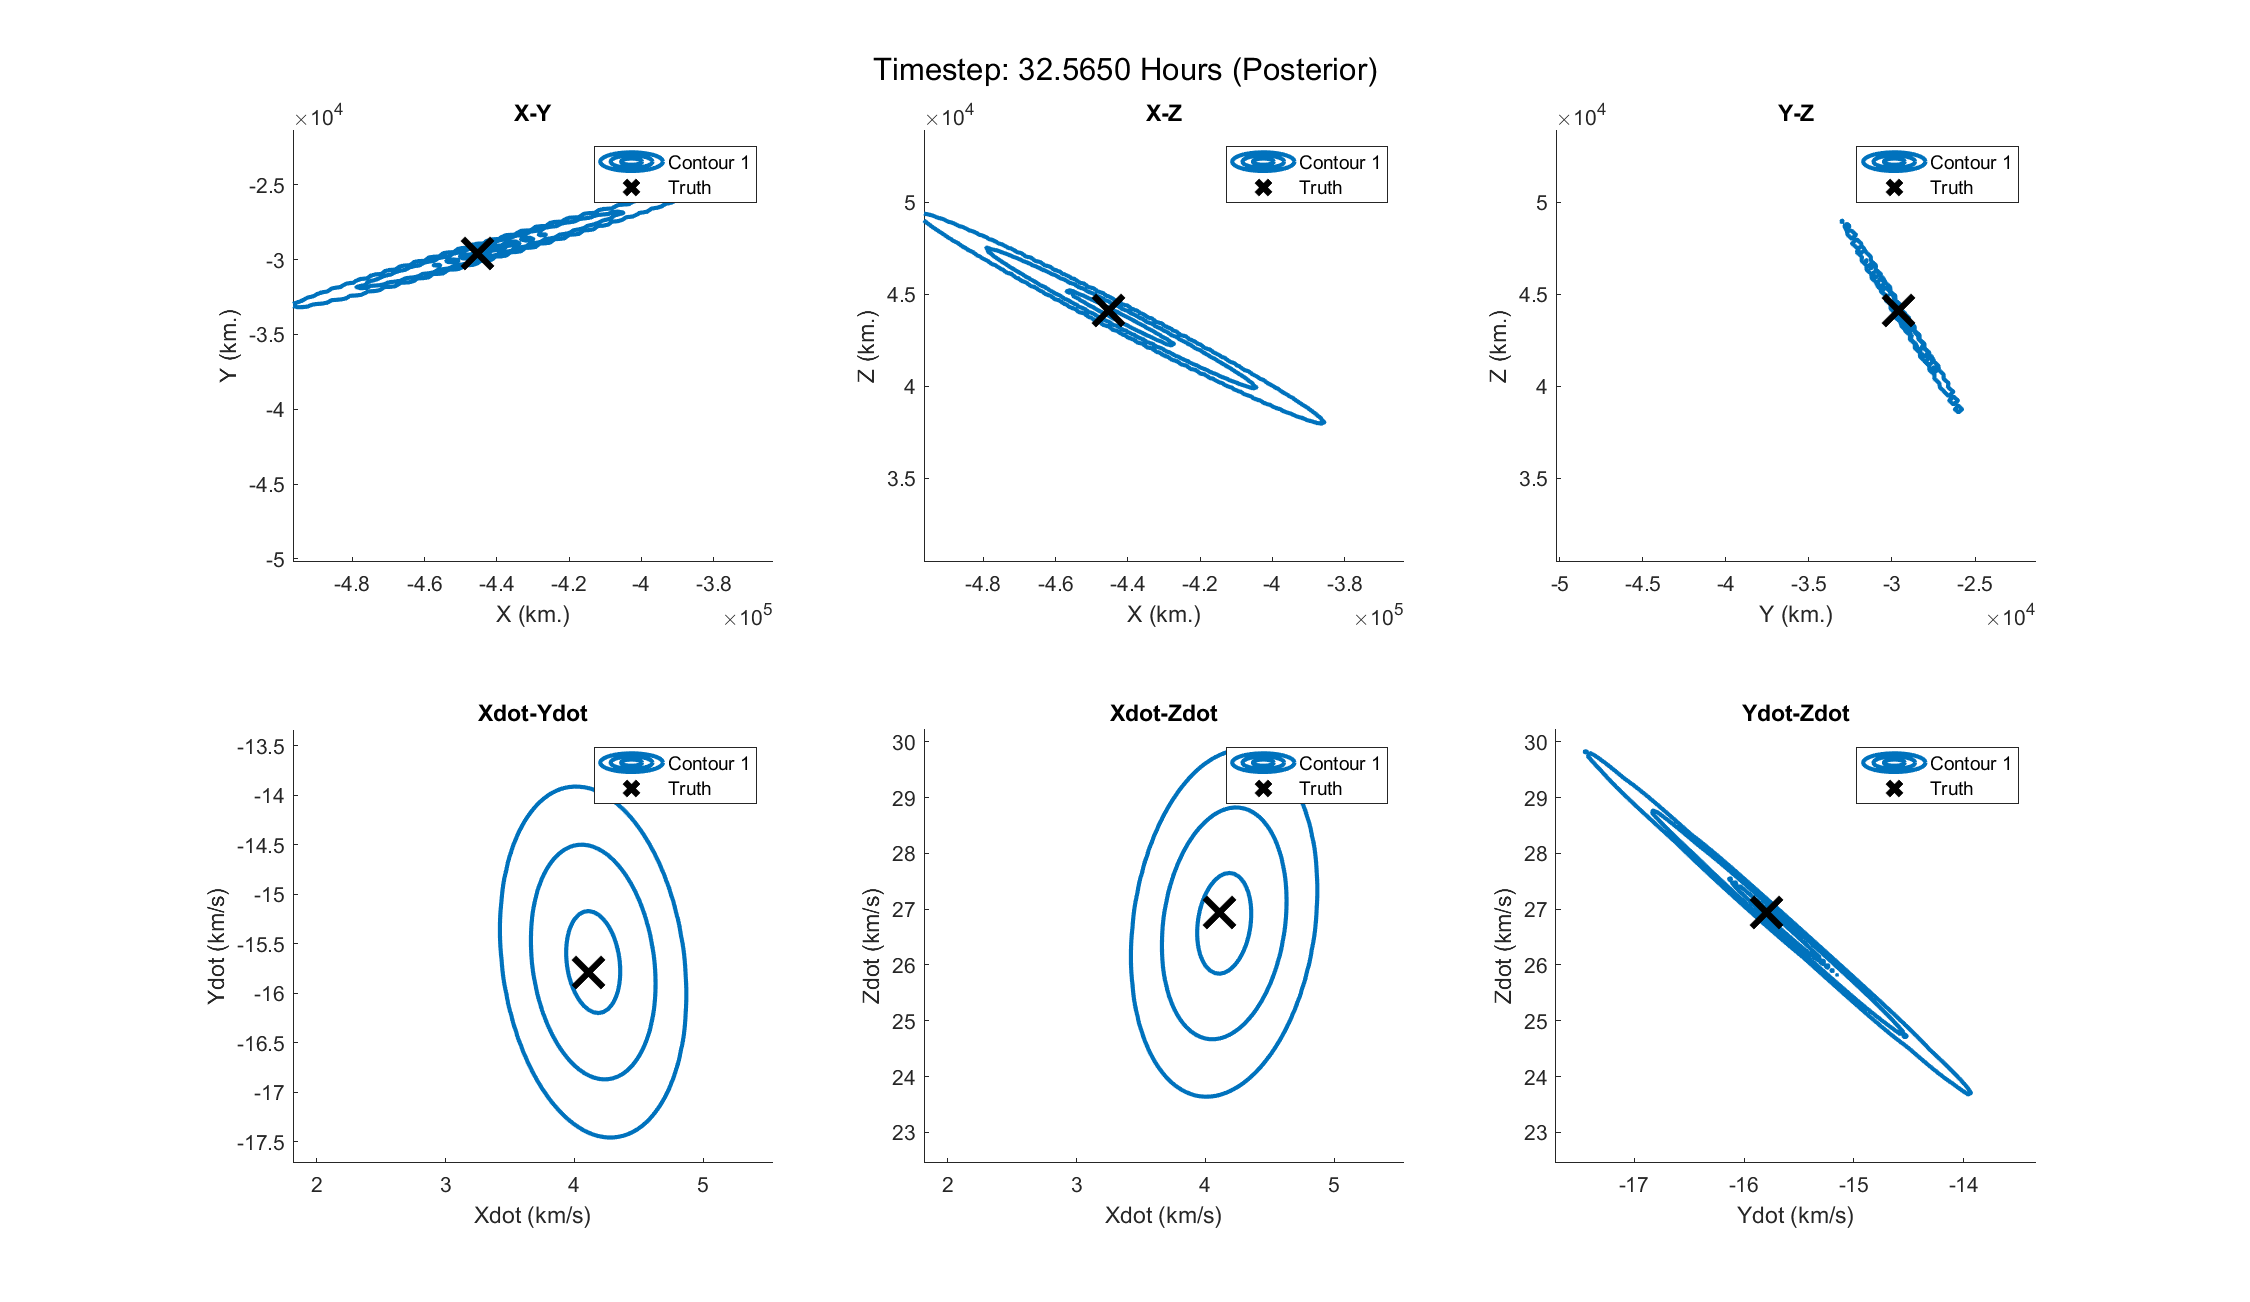 Timestep: 32.5650 Hours (Posterior)
X-Y
×10^4
Contour 1
Truth
-2.5
-3
-3.5
-4
-4.5
-5
Y (km.)
-4.8 -4.6 -4.4 -4.2 -4 -3.8
X (km.)
×10^5
X-Z
×10^4
Contour 1
Truth
5
4.5
4
3.5
Z (km.)
-4.8 -4.6 -4.4 -4.2 -4 -3.8
X (km.)
×10^5
Y-Z
×10^4
Contour 1
Truth
5
4.5
4
3.5
Z (km.)
-5 -4.5 -4 -3.5 -3 -2.5
Y (km.)
×10^4
Xdot-Ydot
Contour 1
Truth
-13.5
-14
-14.5
-15
-15.5
-16
-16.5
-17
-17.5
Ydot (km/s)
2 3 4 5
Xdot (km/s)
Xdot-Zdot
Contour 1
Truth
30
29
28
27
26
25
24
23
Zdot (km/s)
2 3 4 5
Xdot (km/s)
Ydot-Zdot
Contour 1
Truth
30
29
28
27
26
25
24
23
Zdot (km/s)
-17 -16 -15 -14
Ydot (km/s)